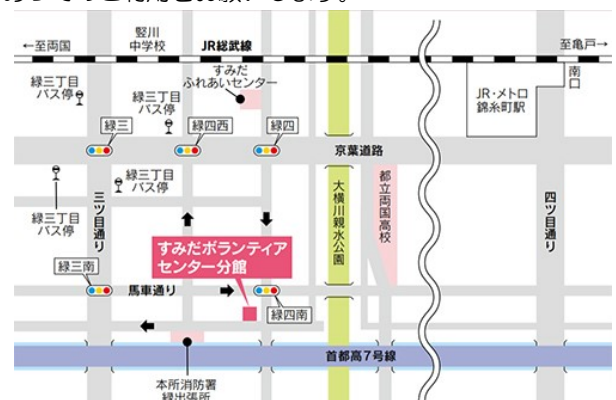 ←至両国
竪川
中学校
JR総武線
至亀戸→
すみだ
ふれあいセンター
緑三丁目
バス停
緑三丁目
バス停
JR・メトロ
錦糸町駅
南
口
緑三
緑四西
緑四
京葉道路
緑三丁目
バス停
緑三丁目
バス停
三ツ目通り
大横川親水公園
都立両国高校
四ツ目通り
すみだボランティア
センター分館
緑三南
馬車通り
緑四南
首都高7号線
本所消防署
緑出張所